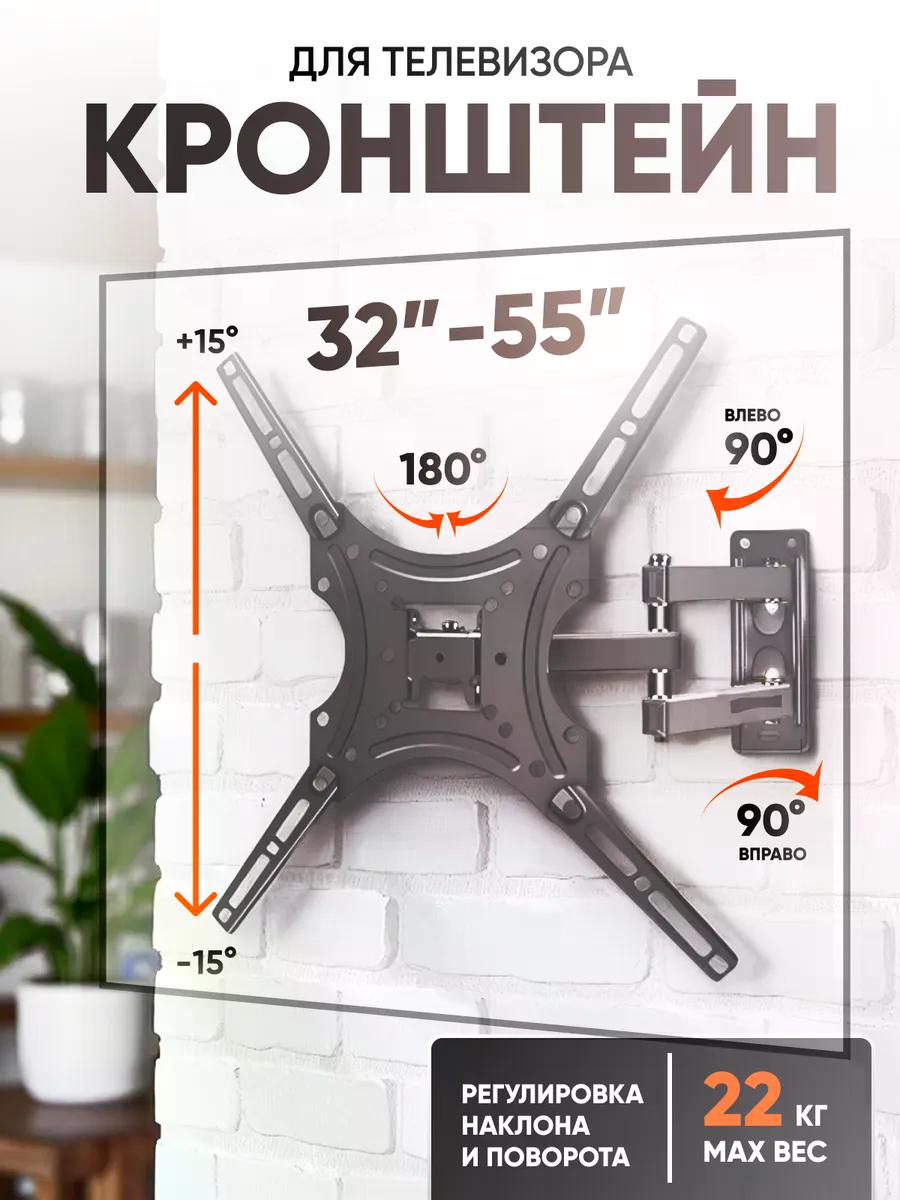 ДЛЯ ТЕЛЕВИЗОРА
КРОНШТЕЙН
32"-55"
+15°
180°
ВЛЕВО
90°
90°
ВПРАВО
-15°
РЕГУЛИРОВКА
НАКЛОНА
И ПОВОРОТА
22 КГ
MAX ВЕС